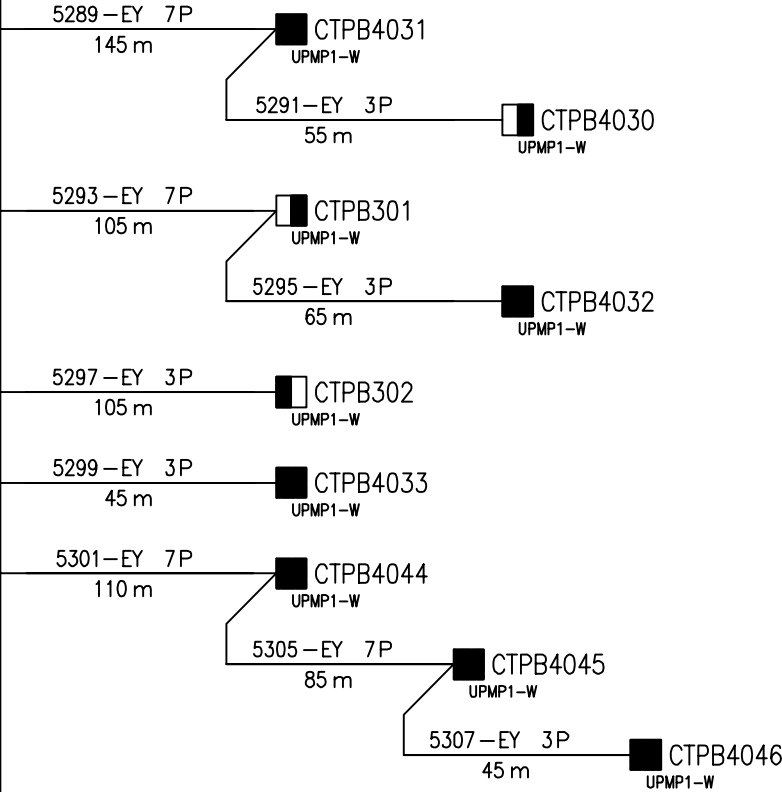 5289-EY 7P
145 m
CTPB4031
UPMP1-W
5291-EY 3P
55 m
CTPB4030
UPMP1-W
5293-EY 7P
105 m
CTPB301
UPMP1-W
5295-EY 3P
65 m
CTPB4032
UPMP1-W
5297-EY 3P
105 m
CTPB302
UPMP1-W
5299-EY 3P
45 m
CTPB4033
UPMP1-W
5301-EY 7P
110 m
CTPB4044
UPMP1-W
5305-EY 7P
85 m
CTPB4045
UPMP1-W
5307-EY 3P
45 m
CTPB4046
UPMP1-W